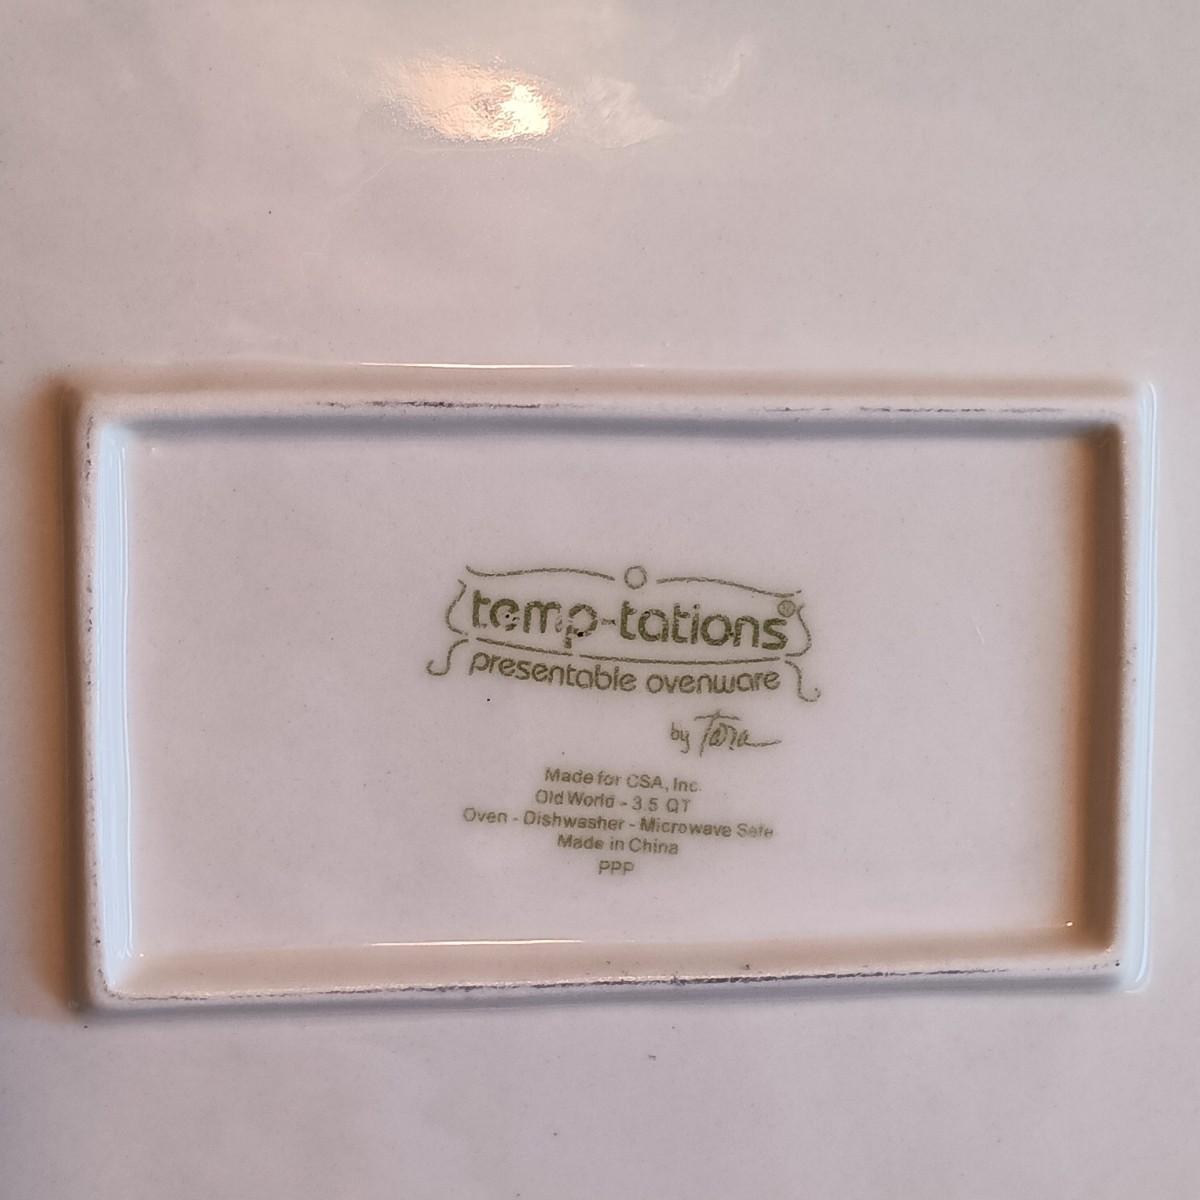 temp-tations®
presentable ovenware
by Tara
Made for CSA, Inc.
Old World - 3.5 QT
Oven - Dishwasher - Microwave Safe
Made in China
PPP